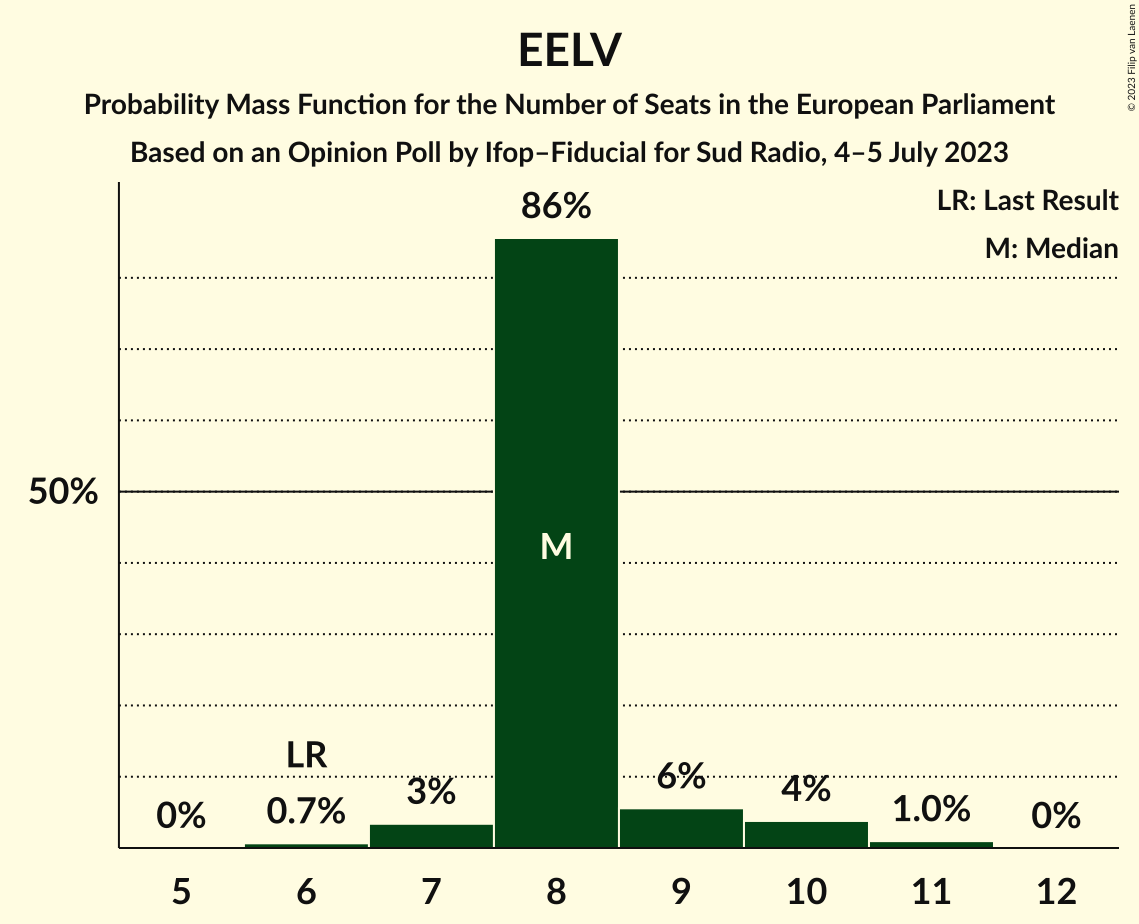 EELV
Probability Mass Function for the Number of Seats in the European Parliament
Based on an Opinion Poll by Ifop–Fiducial for Sud Radio, 4–5 July 2023
© 2023 Filip van Laenen
LR: Last Result
M: Median
86%
50%
M
LR
0% 0.7% 3% 6% 4% 1.0% 0%
5 6 7 8 9 10 11 12